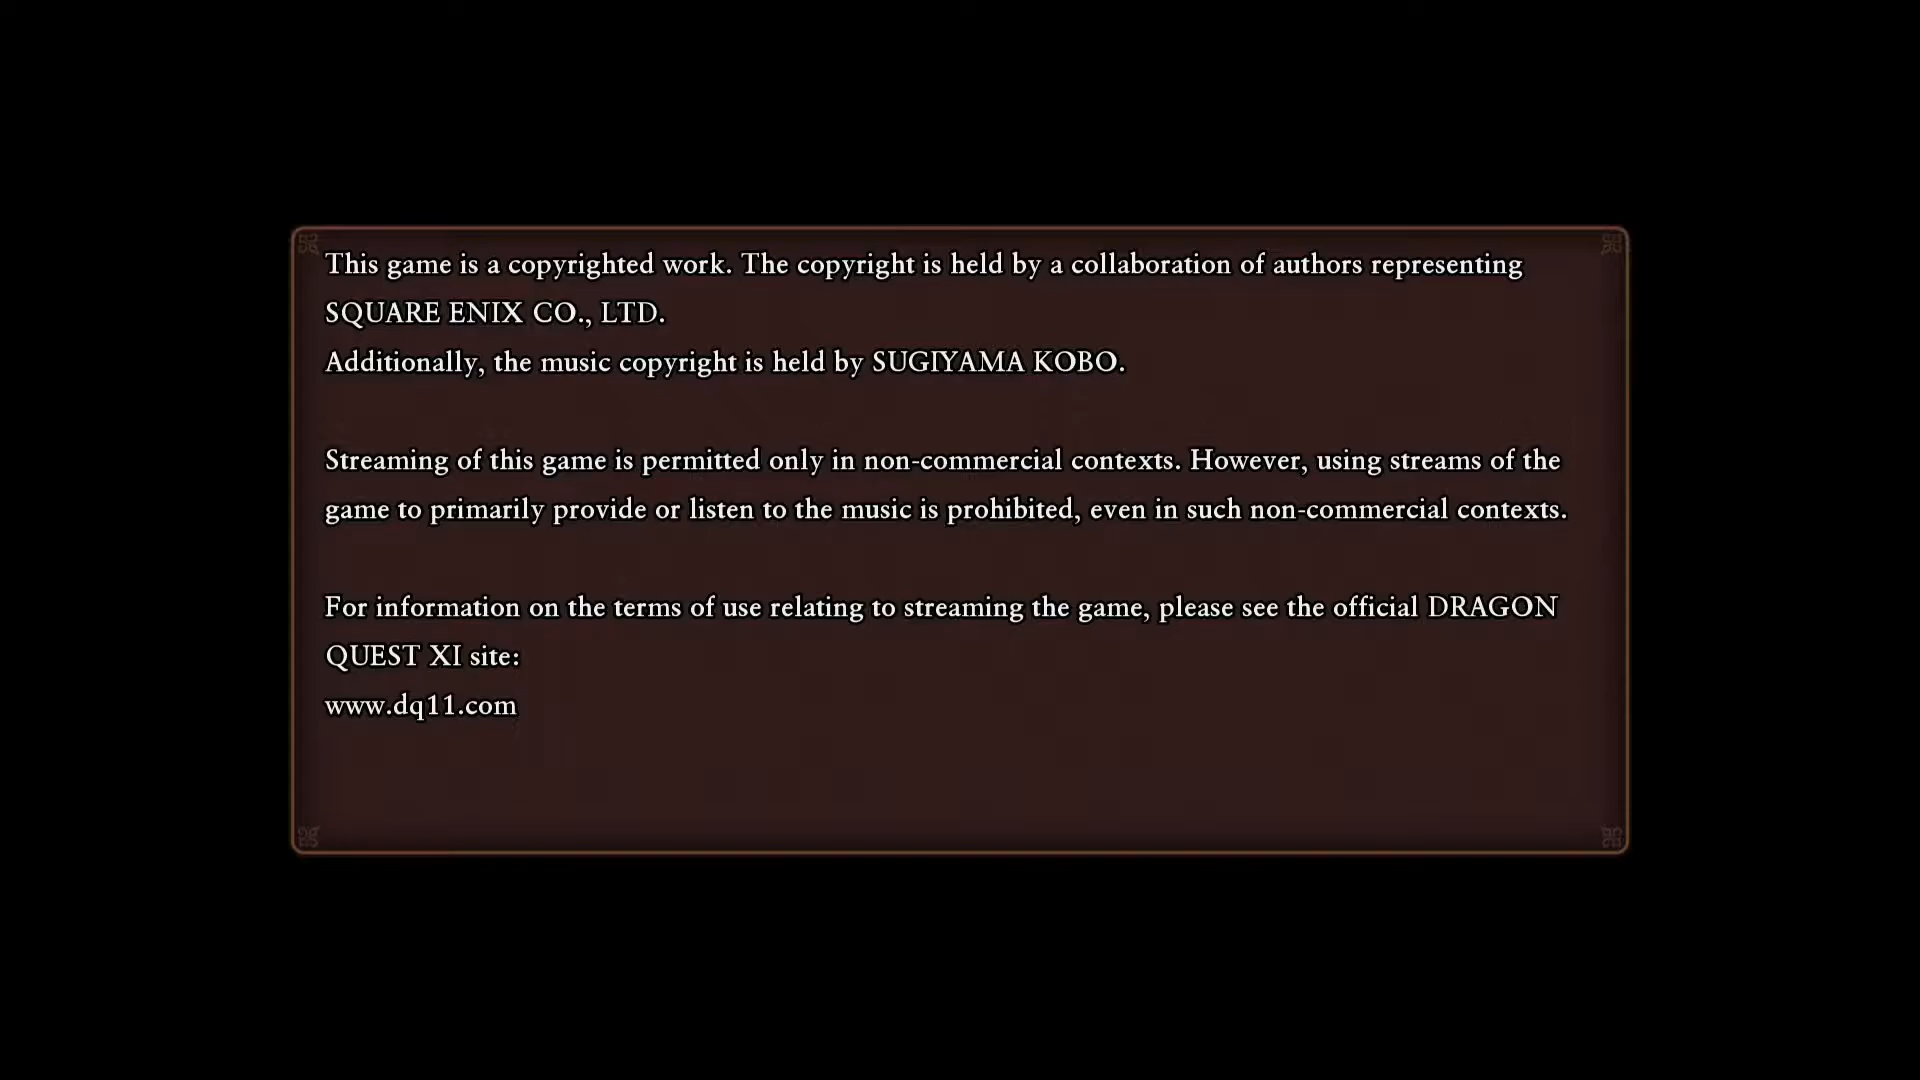 This game is a copyrighted work. The copyright is held by a collaboration of authors representing
SQUARE ENIX CO., LTD.
Additionally, the music copyright is held by SUGIYAMA KOBO.
Streaming of this game is permitted only in non-commercial contexts. However, using streams of the
game to primarily provide or listen to the music is prohibited, even in such non-commercial contexts.
For information on the terms of use relating to streaming the game, please see the official DRAGON
QUEST XI site:
www.dq11.com